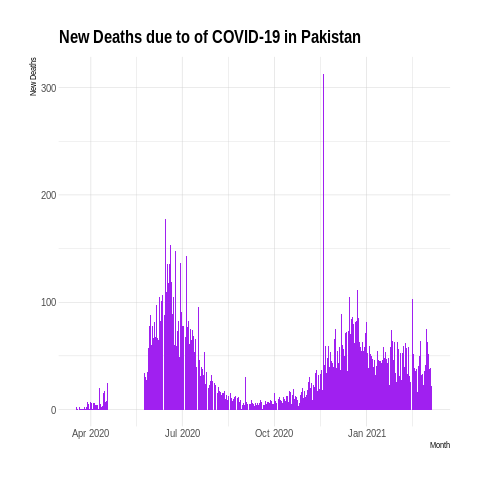 New Deaths due to of COVID-19 in Pakistan
New Deaths
300
200
100
0
Apr 2020 Jul 2020 Oct 2020 Jan 2021
Month